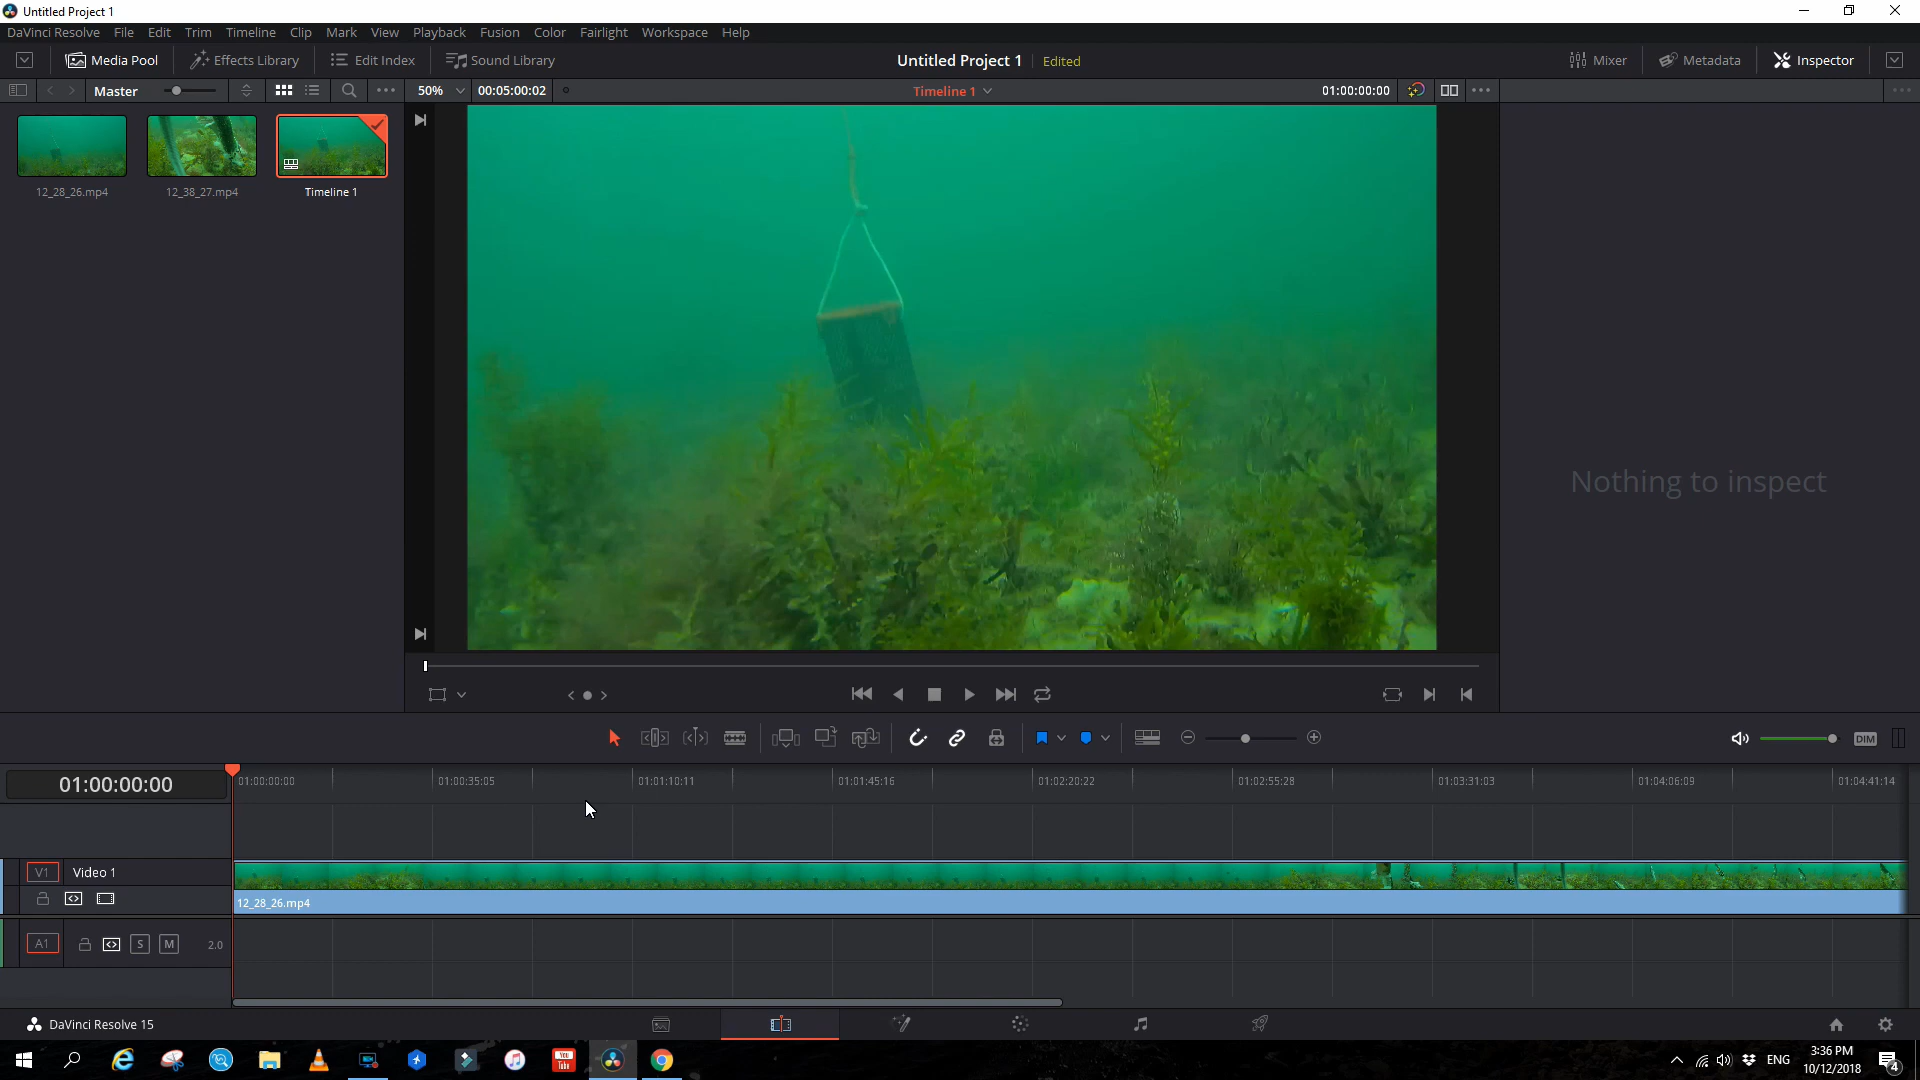 Untitled Project 1
DaVinci Resolve File Edit Trim Timeline Clip Mark View Playback Fusion Color Fairlight Workspace Help
Media Pool Effects Library Edit Index Sound Library Untitled Project 1 Edited Mixer Metadata Inspector
Master 50% 00:05:00:02 Timeline 1 01:00:00:00
12_28_26.mp4 12_38_27.mp4 Timeline 1
Nothing to inspect
DIM
01:00:00:00 01:00:00:00 01:00:35:05 01:01:10:11 01:01:45:16 01:02:20:22 01:02:55:28 01:03:31:03 01:04:06:09 01:04:41:14
V1 Video 1
12_28_26.mp4
A1 S M 2.0
DaVinci Resolve 15
You
Tube
ENG
3:36 PM
10/12/2018
4